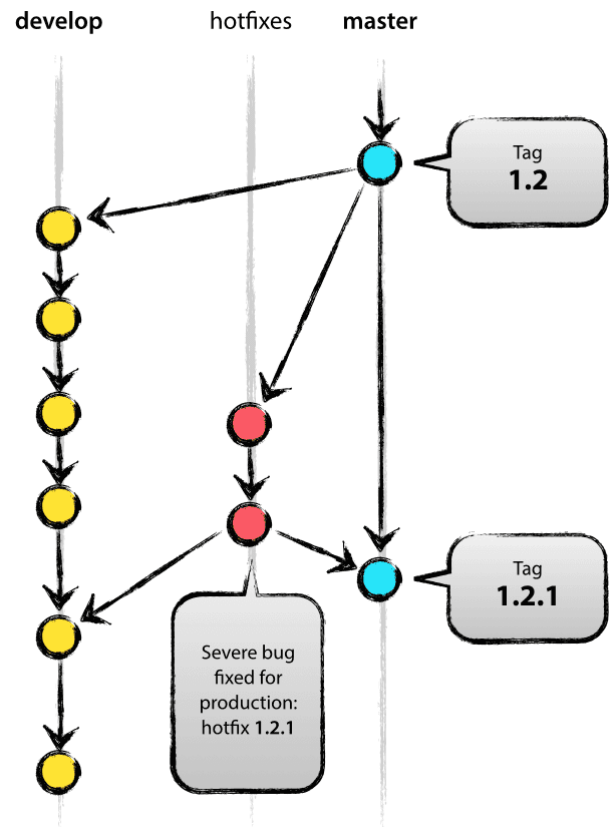 develop
hotfixes
master
Tag
1.2
Tag
1.2.1
Severe bug
fixed for
production:
hotfix 1.2.1